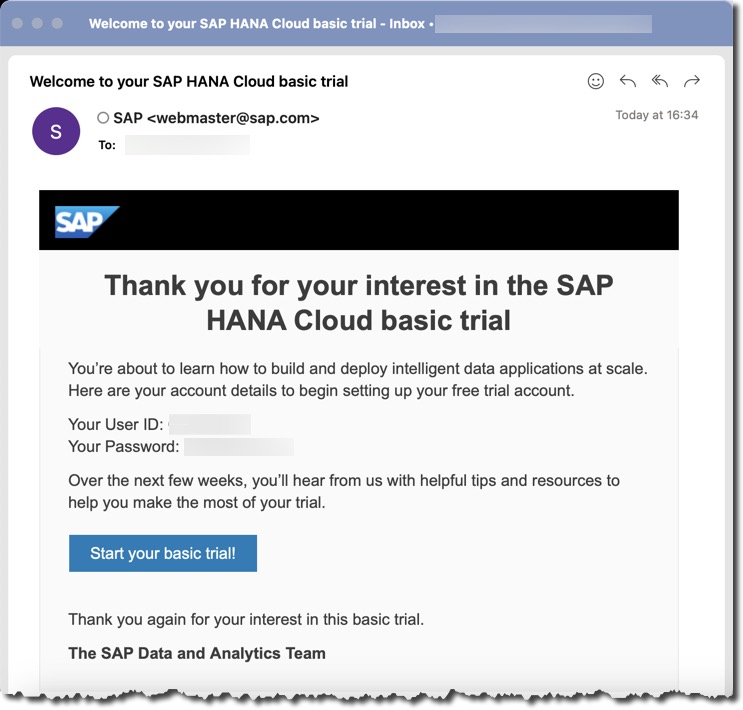 Welcome to your SAP HANA Cloud basic trial - Inbox •
Welcome to your SAP HANA Cloud basic trial
S
SAP <webmaster@sap.com>
Today at 16:34
To:
SAP
Thank you for your interest in the SAP
HANA Cloud basic trial
You’re about to learn how to build and deploy intelligent data applications at scale.
Here are your account details to begin setting up your free trial account.
Your User ID:
Your Password:
Over the next few weeks, you’ll hear from us with helpful tips and resources to
help you make the most of your trial.
Start your basic trial!
Thank you again for your interest in this basic trial.
The SAP Data and Analytics Team